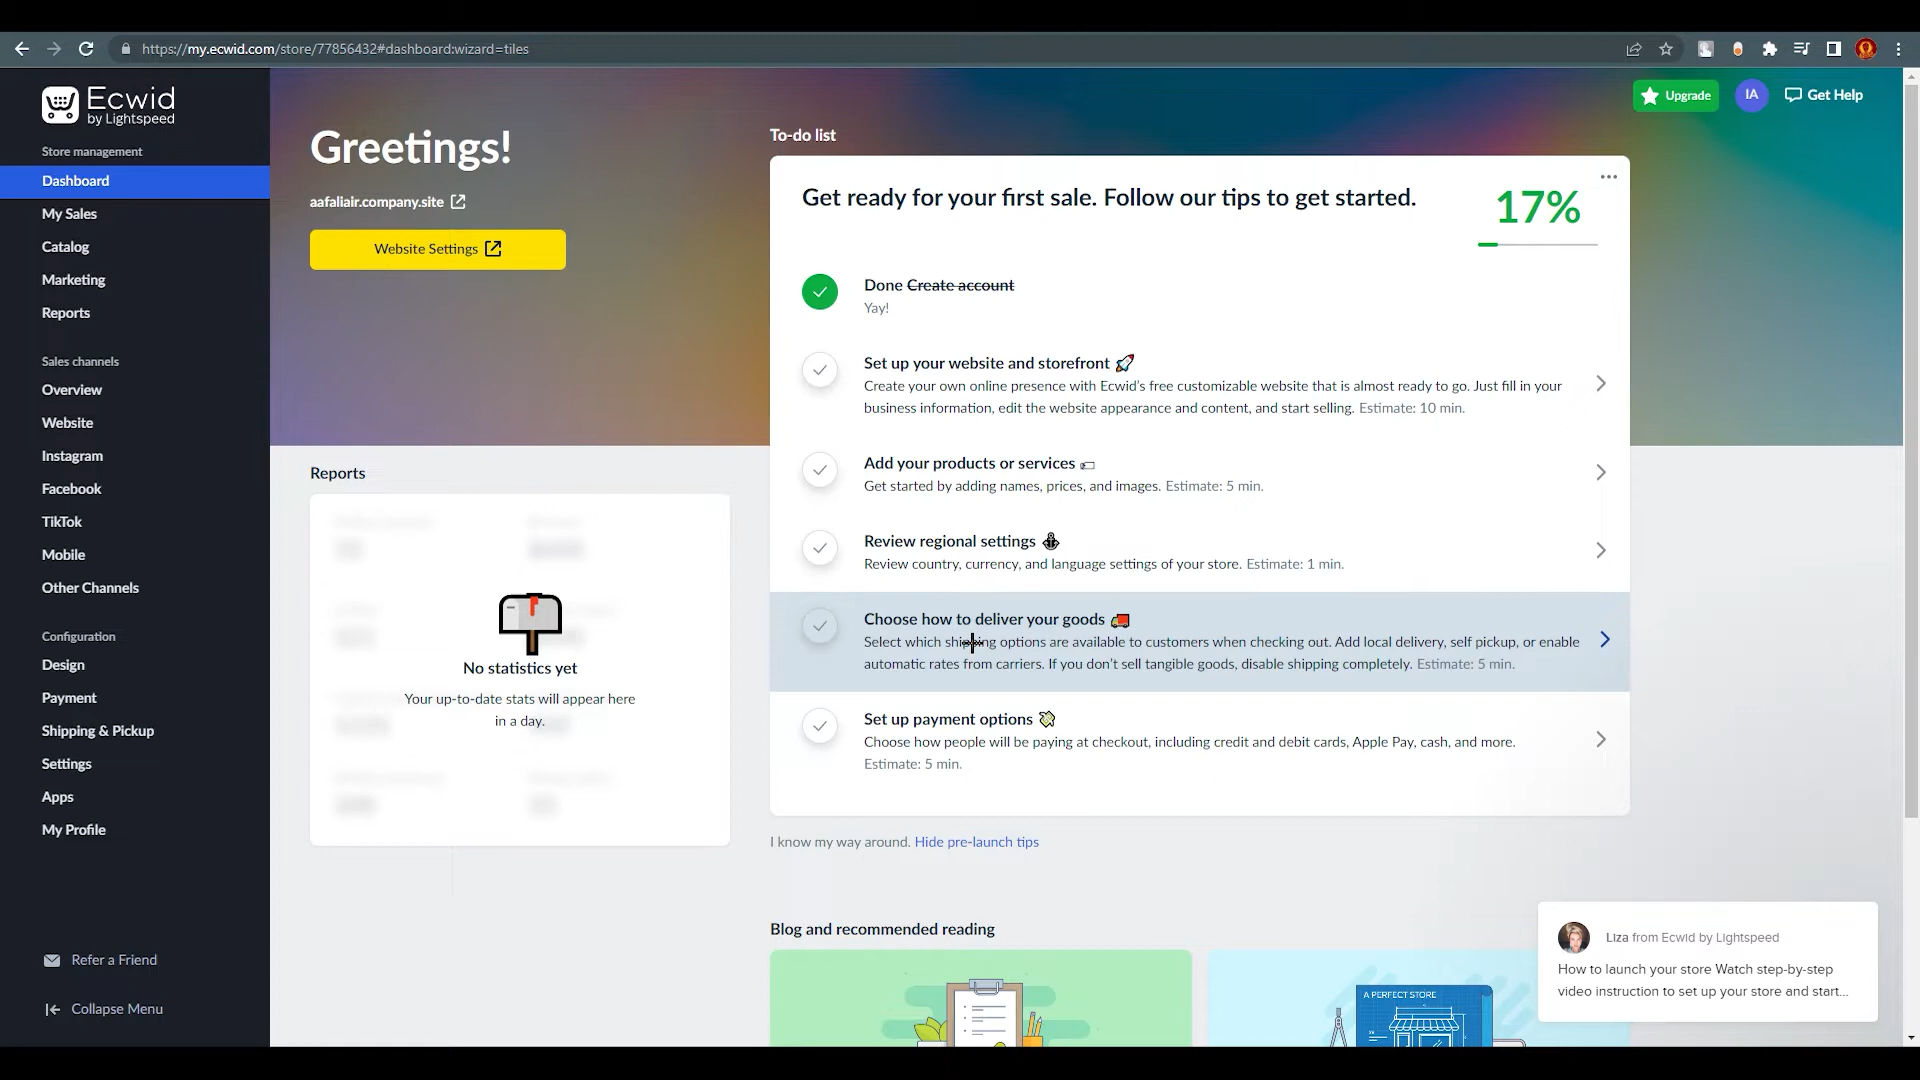 https://my.ecwid.com/store/77856432#dashboard:wizard=tiles
Ecwid
by Lightspeed
Store management
Dashboard
My Sales
Catalog
Marketing
Reports
Sales channels
Overview
Website
Instagram
Facebook
TikTok
Mobile
Other Channels
Configuration
Design
Payment
Shipping & Pickup
Settings
Apps
My Profile
Refer a Friend
Collapse Menu
Greetings!
aafaliair.company.site
Website Settings
Reports
No statistics yet
Your up-to-date stats will appear here
in a day.
Upgrade
IA
Get Help
To-do list
Get ready for your first sale. Follow our tips to get started.
17%
Done Create account
Yay!
Set up your website and storefront
Create your own online presence with Ecwid’s free customizable website that is almost ready to go. Just fill in your
business information, edit the website appearance and content, and start selling. Estimate: 10 min.
Add your products or services
Get started by adding names, prices, and images. Estimate: 5 min.
Review regional settings
Review country, currency, and language settings of your store. Estimate: 1 min.
Choose how to deliver your goods
Select which shipping options are available to customers when checking out. Add local delivery, self pickup, or enable
automatic rates from carriers. If you don’t sell tangible goods, disable shipping completely. Estimate: 5 min.
Set up payment options
Choose how people will be paying at checkout, including credit and debit cards, Apple Pay, cash, and more.
Estimate: 5 min.
I know my way around. Hide pre-launch tips
Blog and recommended reading
A PERFECT STORE
Liza from Ecwid by Lightspeed
How to launch your store Watch step-by-step
video instruction to set up your store and start...